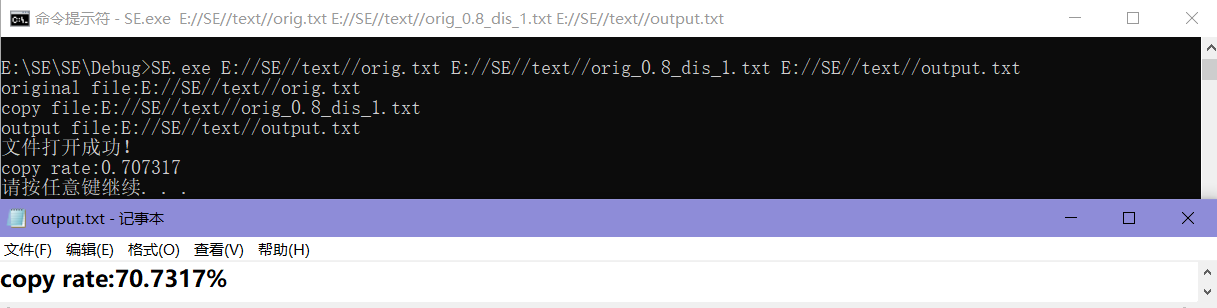 命令提示符 - SE.exe  E://SE//text//orig.txt E://SE//text//orig_0.8_dis_1.txt E://SE//text//output.txt
E:\SE\SE\Debug>SE.exe E://SE//text//orig.txt E://SE//text//orig_0.8_dis_1.txt E://SE//text//output.txt
original file:E://SE//text//orig.txt
copy file:E://SE//text//orig_0.8_dis_1.txt
output file:E://SE//text//output.txt
文件打开成功!
copy rate:0.707317
请按任意键继续. . .
output.txt - 记事本
文件(F) 编辑(E) 格式(O) 查看(V) 帮助(H)
copy rate:70.7317%